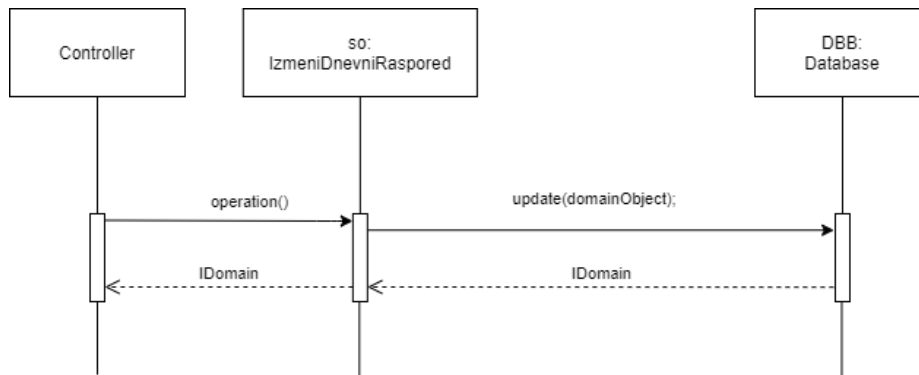 Controller
so:
IzmeniDnevniRaspored
DBB:
Database
operation()
update(domainObject);
IDomain
IDomain